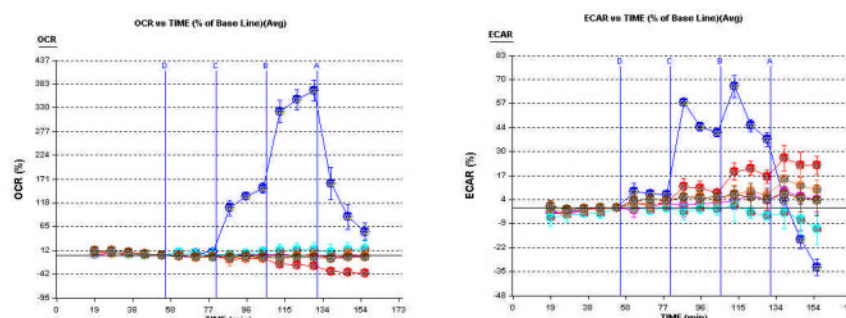 OCR vs TIME (% of Base Line)(Avg)
OCR
D
C
B
A
437
383
330
277
224
171
118
65
12
-42
-95
OCR (%)
0
19
38
58
77
96
115
134
154
173
TIME (min)
ECAR vs TIME (% of Base Line)(Avg)
ECAR
D
C
B
A
83
70
57
44
30
17
4
-9
-22
-35
-48
ECAR (%)
0
19
38
58
77
96
115
134
154
TIME (min)